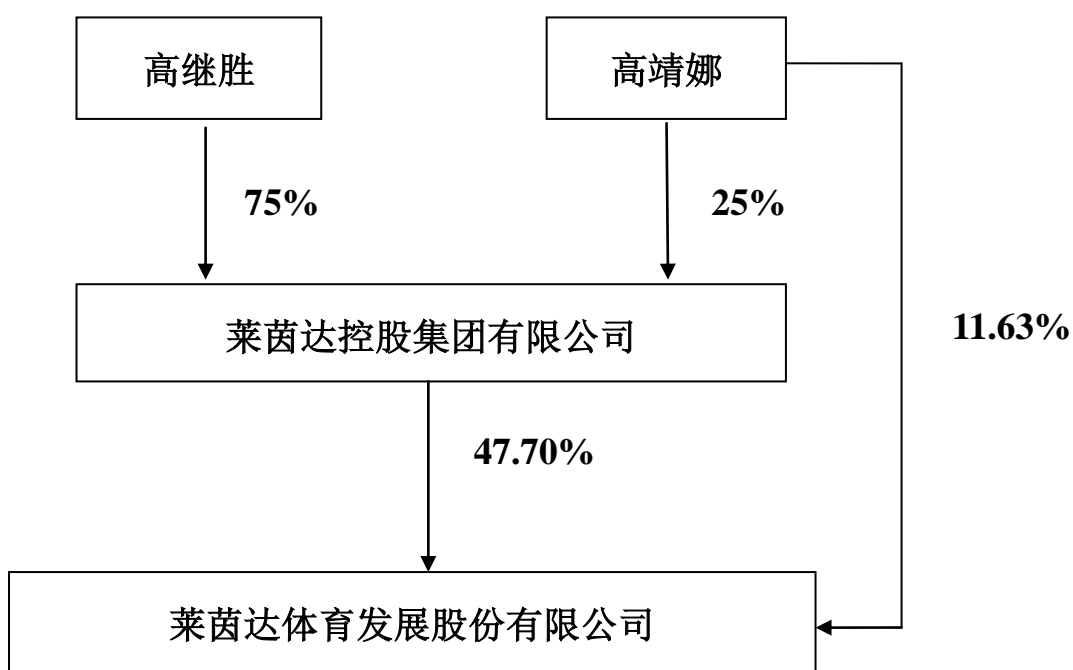 高继胜
高靖娜
75%
25%
莱茵达控股集团有限公司
11.63%
47.70%
莱茵达体育发展股份有限公司